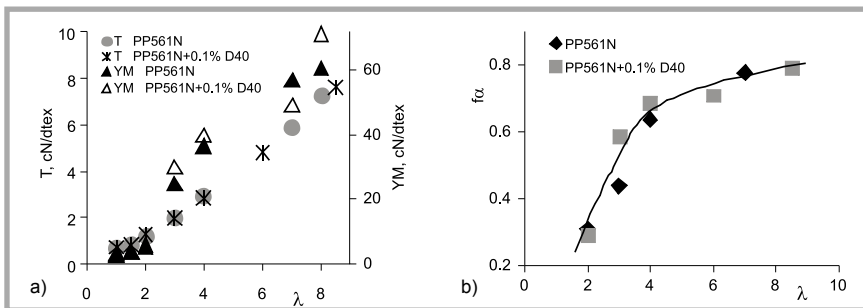 T PP561N
T PP561N+0.1% D40
YM PP561N
YM PP561N+0.1% D40
T, cN/dtex
10
8
6
4
2
0
YM, cN/dtex
60
40
20
0
0 2 4 6 8
λ
a)
PP561N
PP561N+0.1% D40
fα
0.8
0.6
0.4
0.2
0 2 4 6 8 10
λ
b)